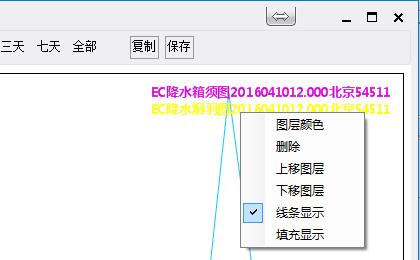 三天 七天 全部 复制 保存
EC降水箱须图2016041012.000北京54511
EC降水烟羽图2016041012.000北京54511
图层颜色
删除
上移图层
下移图层
线条显示
填充显示